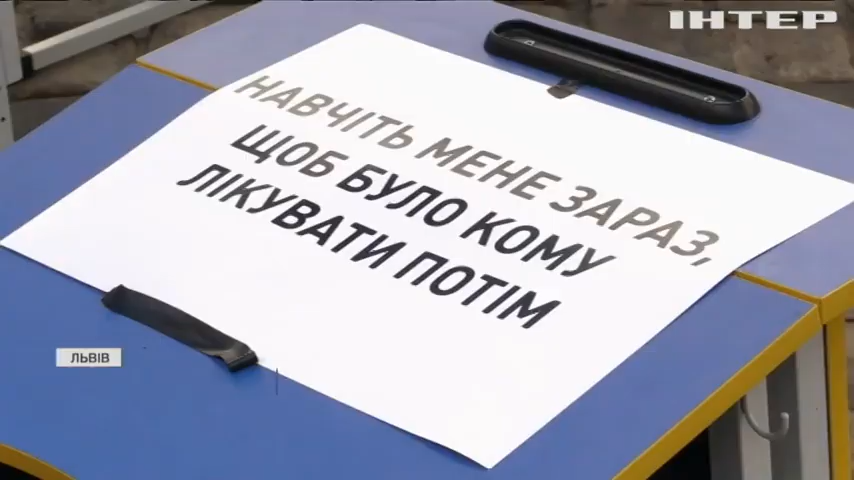 ІНТЕР
НАВЧІТЬ МЕНЕ ЗАРАЗ,
ЩОБ БУЛО КОМУ
ЛІКУВАТИ ПОТІМ
ЛЬВІВ